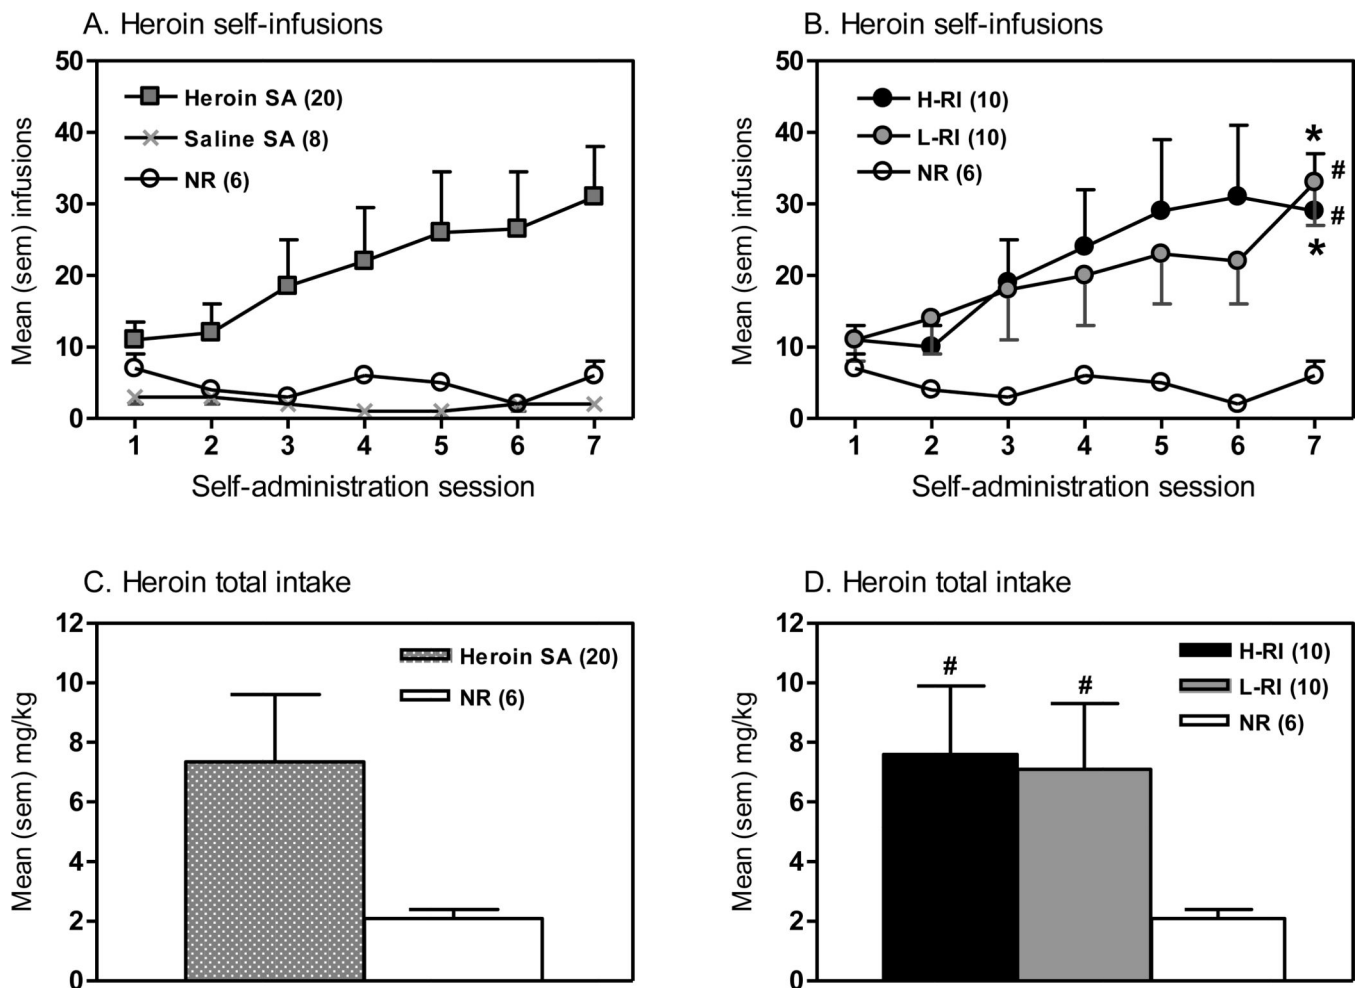 A. Heroin self-infusions
Mean (sem) infusions
50
40
30
20
10
0
Heroin SA (20)
Saline SA (8)
NR (6)
1 2 3 4 5 6 7
Self-administration session
B. Heroin self-infusions
Mean (sem) infusions
50
40
30
20
10
0
H-RI (10)
L-RI (10)
NR (6)
*
#
#
*
1 2 3 4 5 6 7
Self-administration session
C. Heroin total intake
Mean (sem) mg/kg
12
10
8
6
4
2
0
Heroin SA (20)
NR (6)
D. Heroin total intake
Mean (sem) mg/kg
12
10
8
6
4
2
0
# #
H-RI (10)
L-RI (10)
NR (6)